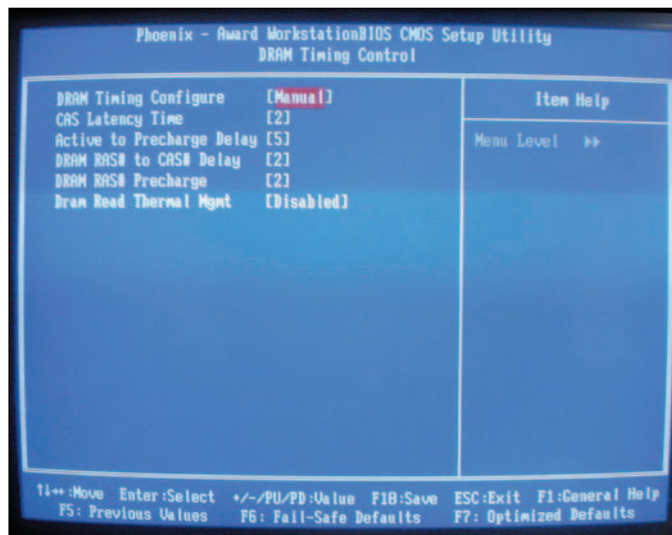 Phoenix - Award WorkstationBIOS CMOS Setup Utility
DRAM Timing Control
DRAM Timing Configure [Manual]
CAS Latency Time [2]
Active to Precharge Delay [5]
DRAM RAS# to CAS# Delay [2]
DRAM RAS# Precharge [2]
Dram Read Thermal Mgmt [Disabled]
Item Help
Menu Level ▸▸
↑↓↔:Move Enter:Select +/-/PU/PD:Value F10:Save ESC:Exit F1:General Help
F5: Previous Values F6: Fail-Safe Defaults F7: Optimized Defaults